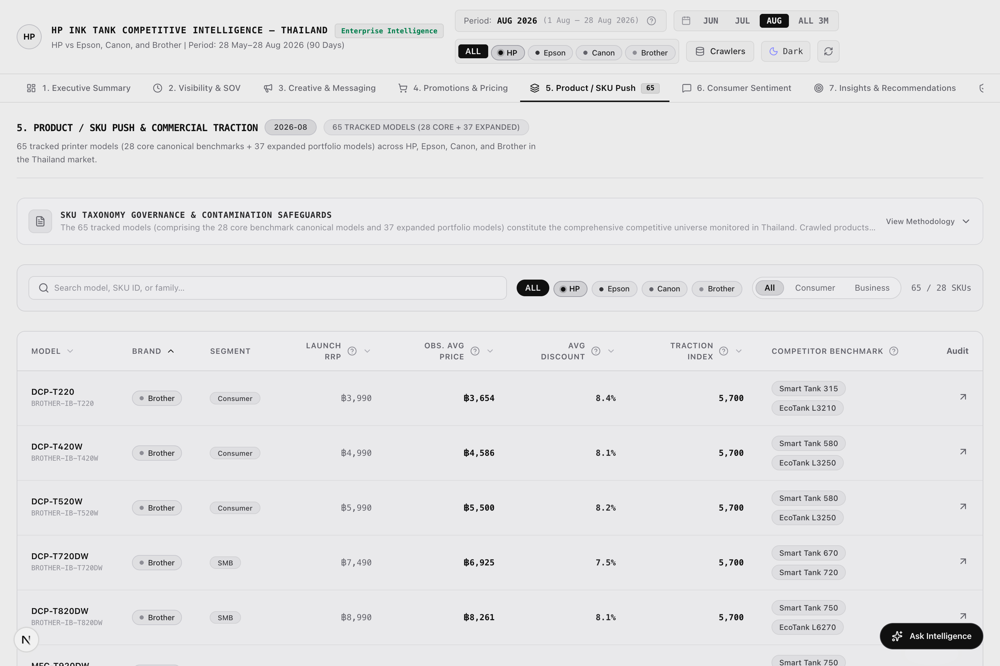 HP
HP INK TANK COMPETITIVE INTELLIGENCE — THAILAND
Enterprise Intelligence
HP vs Epson, Canon, and Brother | Period: 28 May–28 Aug 2026 (90 Days)
Period: AUG 2026 (1 Aug — 28 Aug 2026)
JUN JUL AUG ALL 3M
ALL HP Epson Canon Brother
Crawlers
Dark
1. Executive Summary
2. Visibility & SOV
3. Creative & Messaging
4. Promotions & Pricing
5. Product / SKU Push 65
6. Consumer Sentiment
7. Insights & Recommendations
5. PRODUCT / SKU PUSH & COMMERCIAL TRACTION
2026-08
65 TRACKED MODELS (28 CORE + 37 EXPANDED)
65 tracked printer models (28 core canonical benchmarks + 37 expanded portfolio models) across HP, Epson, Canon, and Brother in
the Thailand market.
SKU TAXONOMY GOVERNANCE & CONTAMINATION SAFEGUARDS
The 65 tracked models (comprising the 28 core benchmark canonical models and 37 expanded portfolio models) constitute the comprehensive competitive universe monitored in Thailand. Crawled products...
View Methodology
Search model, SKU ID, or family...
ALL HP Epson Canon Brother
All Consumer Business
65 / 28 SKUs
MODEL
BRAND
SEGMENT
LAUNCH
RRP
OBS. AVG
PRICE
AVG
DISCOUNT
TRACTION
INDEX
COMPETITOR BENCHMARK
Audit
DCP-T220
BROTHER-IB-T220
Brother
Consumer
฿3,990
฿3,654
8.4%
5,700
Smart Tank 315
EcoTank L3210
DCP-T420W
BROTHER-IB-T420W
Brother
Consumer
฿4,990
฿4,586
8.1%
5,700
Smart Tank 580
EcoTank L3250
DCP-T520W
BROTHER-IB-T520W
Brother
Consumer
฿5,990
฿5,500
8.2%
5,700
Smart Tank 580
EcoTank L3250
DCP-T720DW
BROTHER-IB-T720DW
Brother
SMB
฿7,490
฿6,925
7.5%
5,700
Smart Tank 670
Smart Tank 720
DCP-T820DW
BROTHER-IB-T820DW
Brother
SMB
฿8,990
฿8,261
8.1%
5,700
Smart Tank 750
EcoTank L6270
N
Ask Intelligence
MFC-T920DW
Smart Tank 750